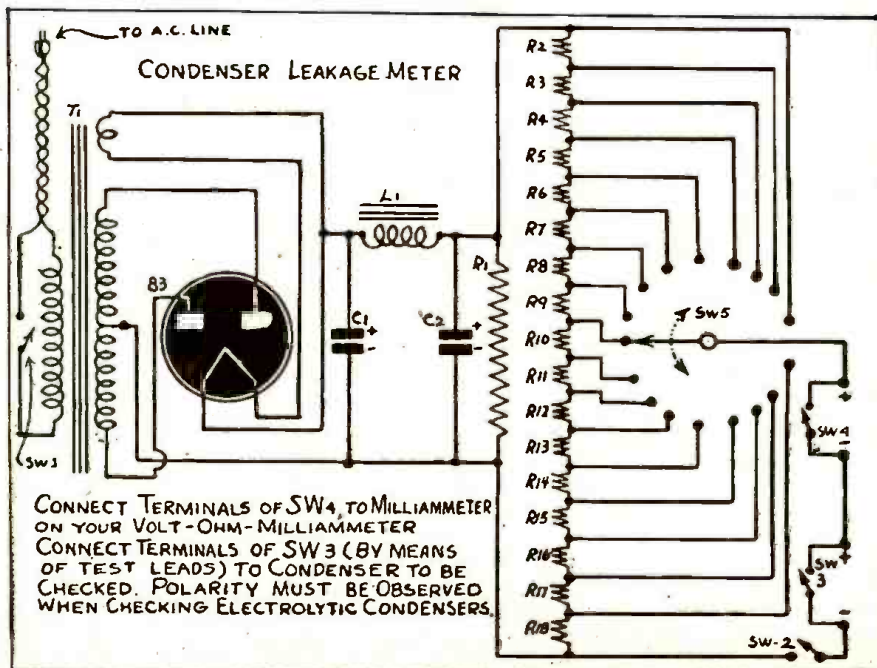 TO A.C. LINE
CONDENSER LEAKAGE METER
T1
L1
83
C1
+
-
C2
+
-
R1
R2
R3
R4
R5
R6
R7
R8
R9
R10
R11
R12
R13
R14
R15
R16
R17
R18
SW5
+
SW4
-
+
SW
3
-
SW-2
SW1
CONNECT TERMINALS OF SW4, TO MILLIAMMETER
ON YOUR VOLT-OHM-MILLIAMMETER
CONNECT TERMINALS OF SW3 (BY MEANS
OF TEST LEADS) TO CONDENSER TO BE
CHECKED. POLARITY MUST BE OBSERVED
WHEN CHECKING ELECTROLYTIC CONDENSERS.